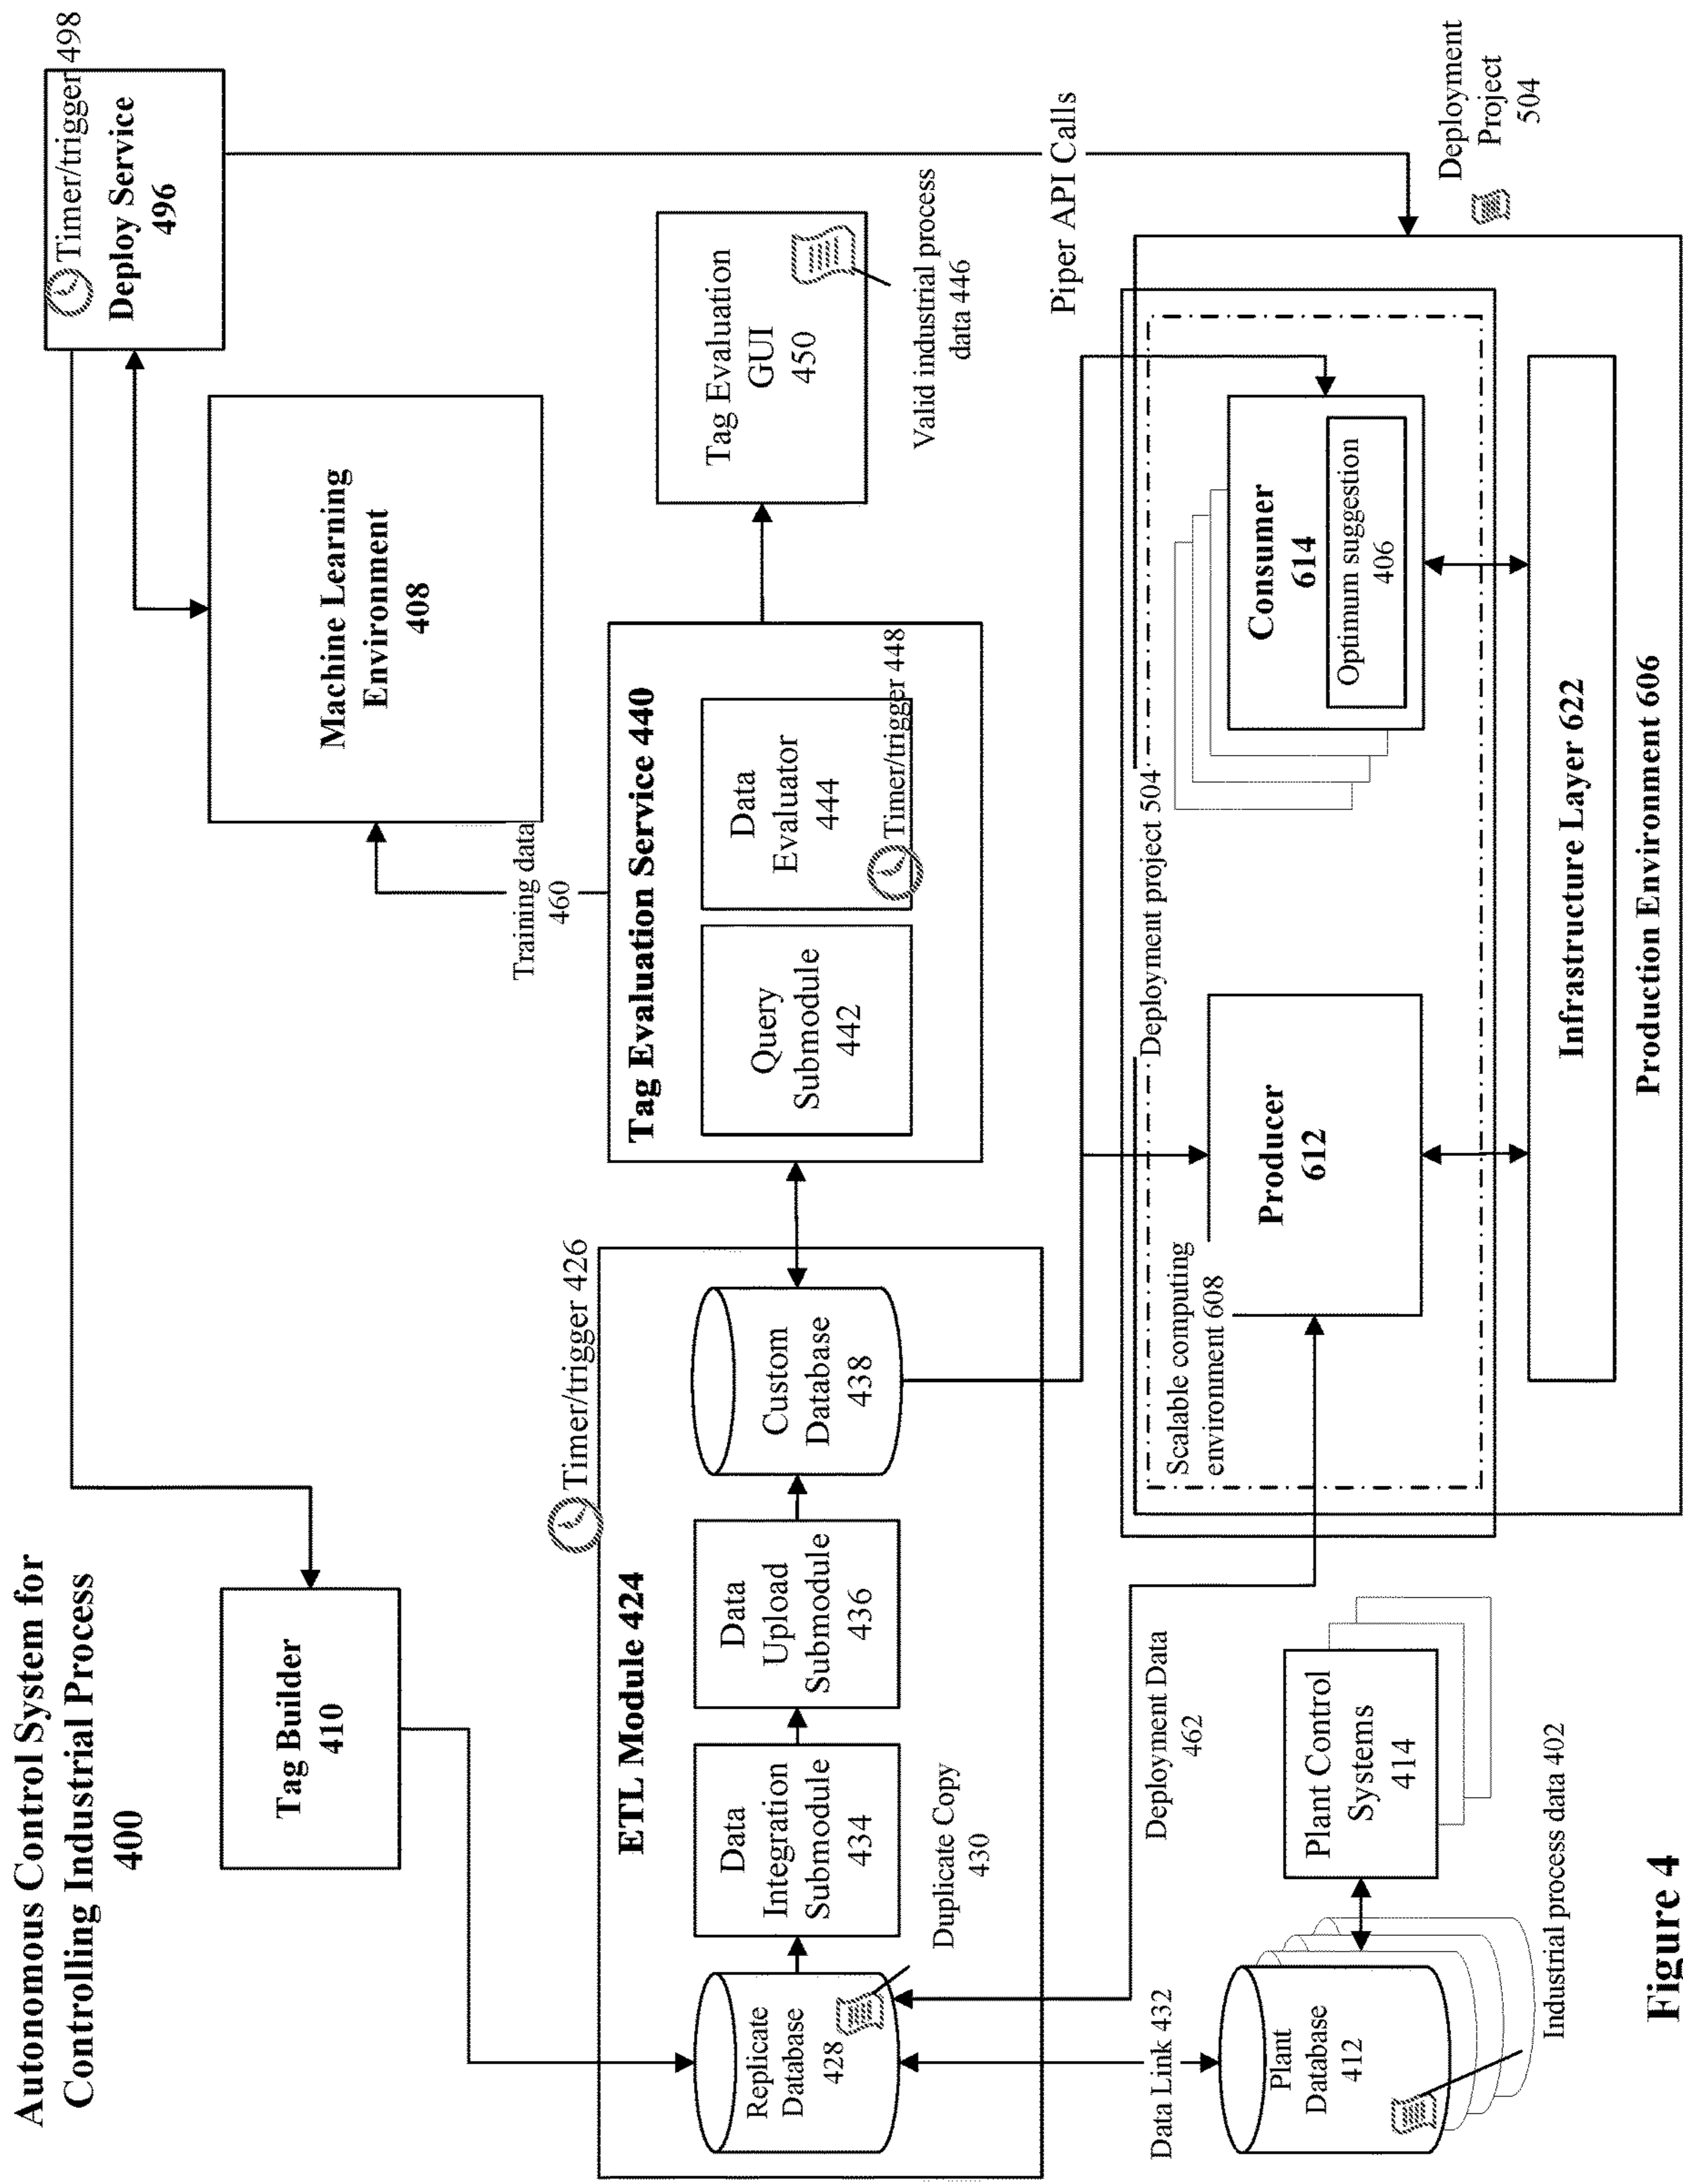 Autonomous Control System for
Controlling Industrial Process
400
Timer/trigger 498
Deploy Service
496
Tag Builder
410
Machine Learning
Environment
408
Training data
460
Timer/trigger 426
ETL Module 424
Replicate
Database
428
Data
Integration
Submodule
434
Data
Upload
Submodule
436
Custom
Database
438
Duplicate Copy
430
Tag Evaluation Service 440
Query
Submodule
442
Data
Evaluator
444
Timer/trigger 448
Tag Evaluation
GUI
450
Valid industrial process
data 446
Piper API Calls
Data Link 432
Deployment Data
462
Plant
Database
412
Plant Control
Systems
414
Industrial process data 402
Deployment project 504
Scalable computing
environment 608
Producer
612
Consumer
614
Optimum suggestion
406
Deployment
Project
504
Infrastructure Layer 622
Production Environment 606
Figure 4